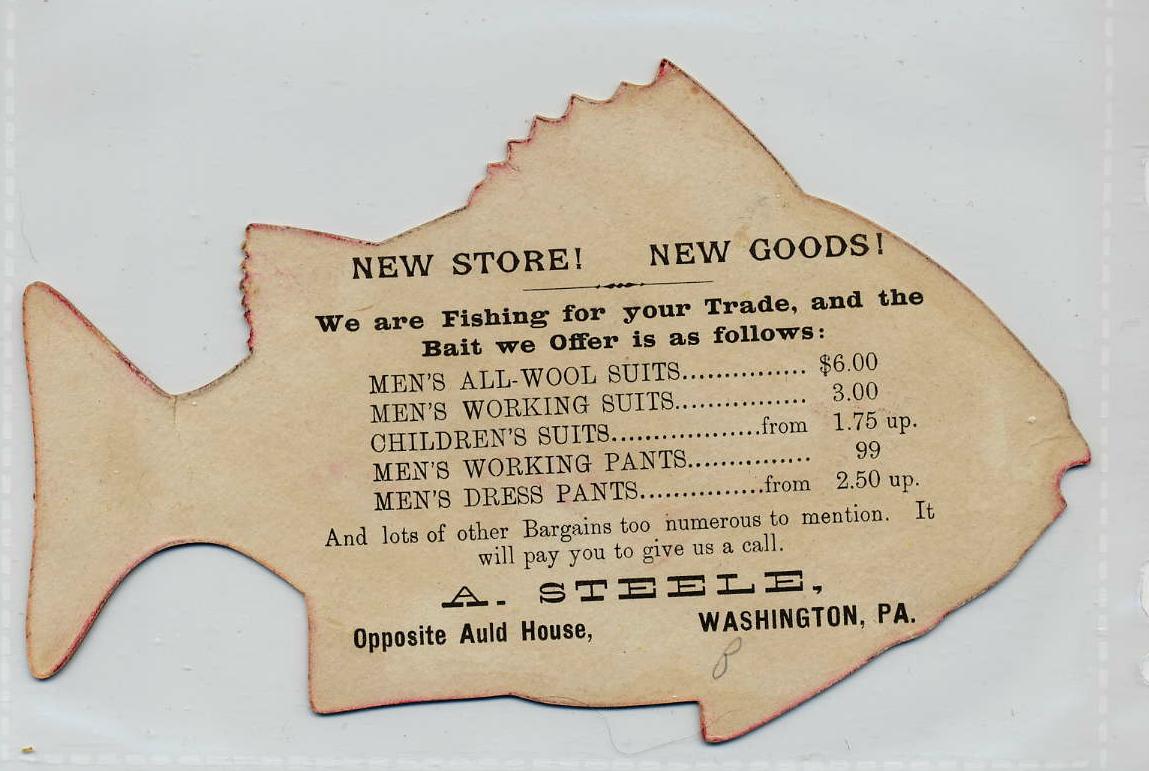 NEW STORE! NEW GOODS!
We are Fishing for your Trade, and the
Bait we Offer is as follows:
MEN'S ALL-WOOL SUITS............... $6.00
MEN'S WORKING SUITS................ 3.00
CHILDREN'S SUITS..................from 1.75 up.
MEN'S WORKING PANTS............... 99
MEN'S DRESS PANTS...............from 2.50 up.
And lots of other Bargains too numerous to mention. It
will pay you to give us a call.
A. STEELE,
Opposite Auld House, WASHINGTON, PA.